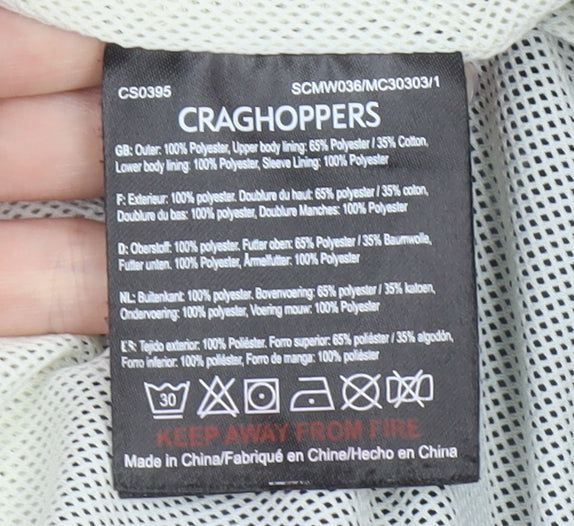 CS0395 SCMW036/MC30303/1
CRAGHOPPERS
GB: Outer: 100% Polyester, Upper body lining: 65% Polyester / 35% Cotton,
Lower body lining: 100% Polyester, Sleeve Lining: 100% Polyester
F: Exterieur: 100% polyester. Doublure du haut: 65% polyester / 35% coton,
Doublure du bas: 100% polyester, Doublure Manches: 100% Polyester
D: Oberstoff: 100% polyester. Futter oben: 65% Polyester / 35% Baumwolle,
Futter unten. 100% Polyester, Ärmelfutter: 100% Polyester
NL: Buitenkant: 100% polyester. Bovenvoering: 65% polyester / 35% katoen,
Ondervoering: 100% polyester, Voering mouw: 100% Polyester
ES: Tejido exterior: 100% Poliéster. Forro superior: 65% poliéster / 35% algodón,
Forro inferior: 100% poliéster, Forro de manga: 100% poliéster
30
KEEP AWAY FROM FIRE
Made in China/Fabriqué en Chine/Hecho en China